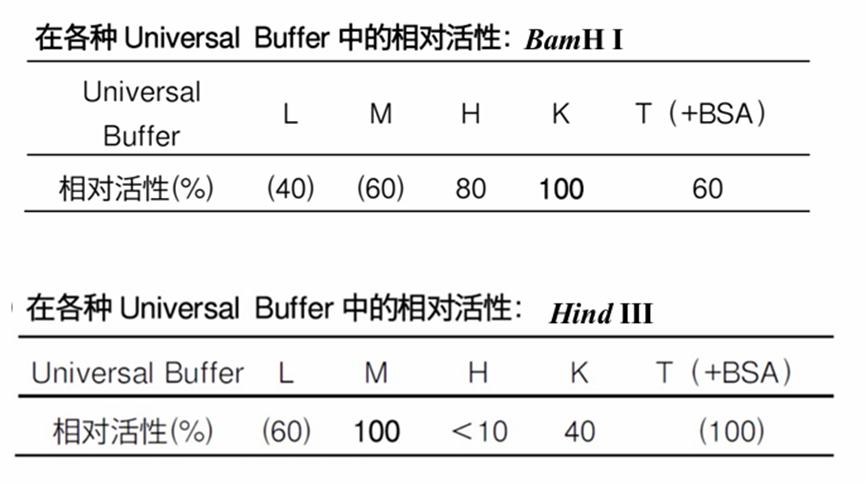 在各种 Universal Buffer 中的相对活性：BamH I
Universal Buffer L M H K T（+BSA）
相对活性(%) (40) (60) 80 100 60
在各种 Universal Buffer 中的相对活性： Hind III
Universal Buffer L M H K T（+BSA）
相对活性(%) (60) 100 ＜10 40 (100)